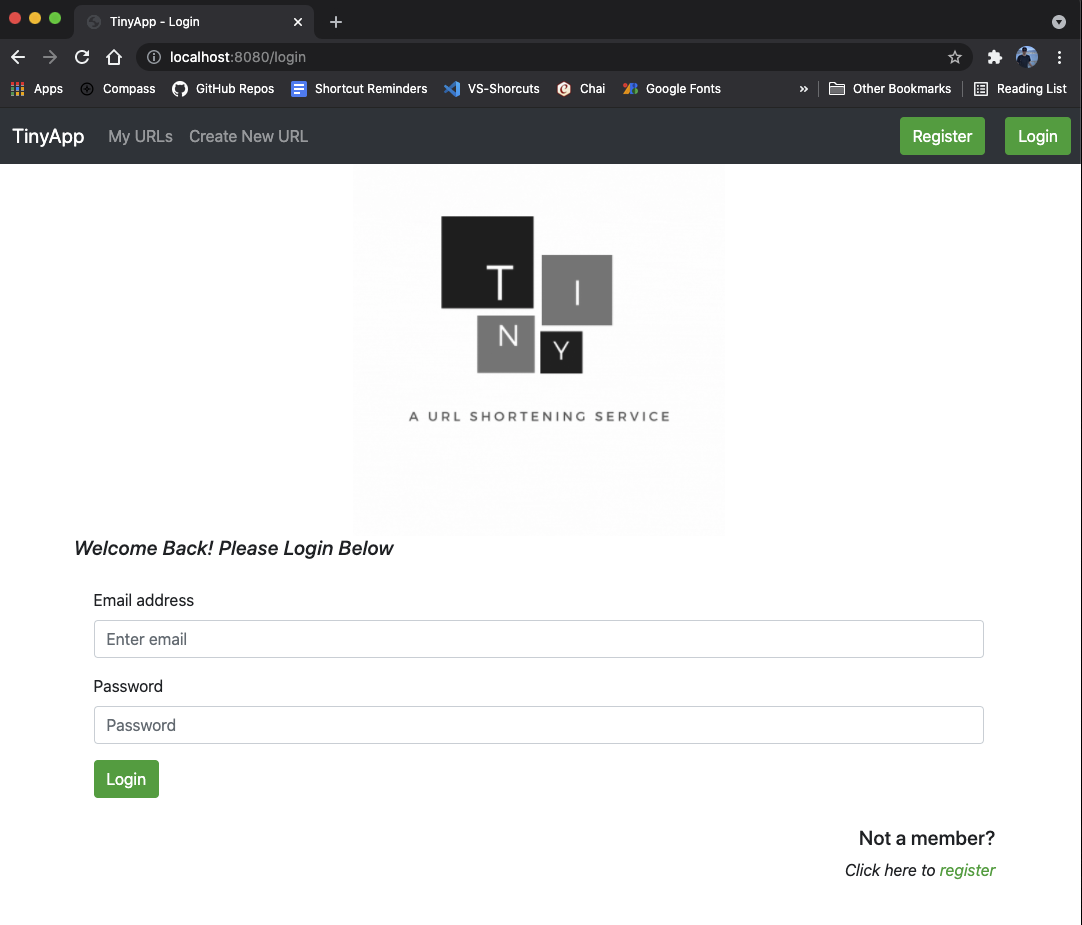 TinyApp - Login
localhost:8080/login
Apps Compass GitHub Repos Shortcut Reminders VS-Shorcuts Chai Google Fonts » Other Bookmarks Reading List
TinyApp My URLs Create New URL Register Login
T
I
N
Y
A URL SHORTENING SERVICE
Welcome Back! Please Login Below
Email address
Enter email
Password
Password
Login
Not a member?
Click here to register